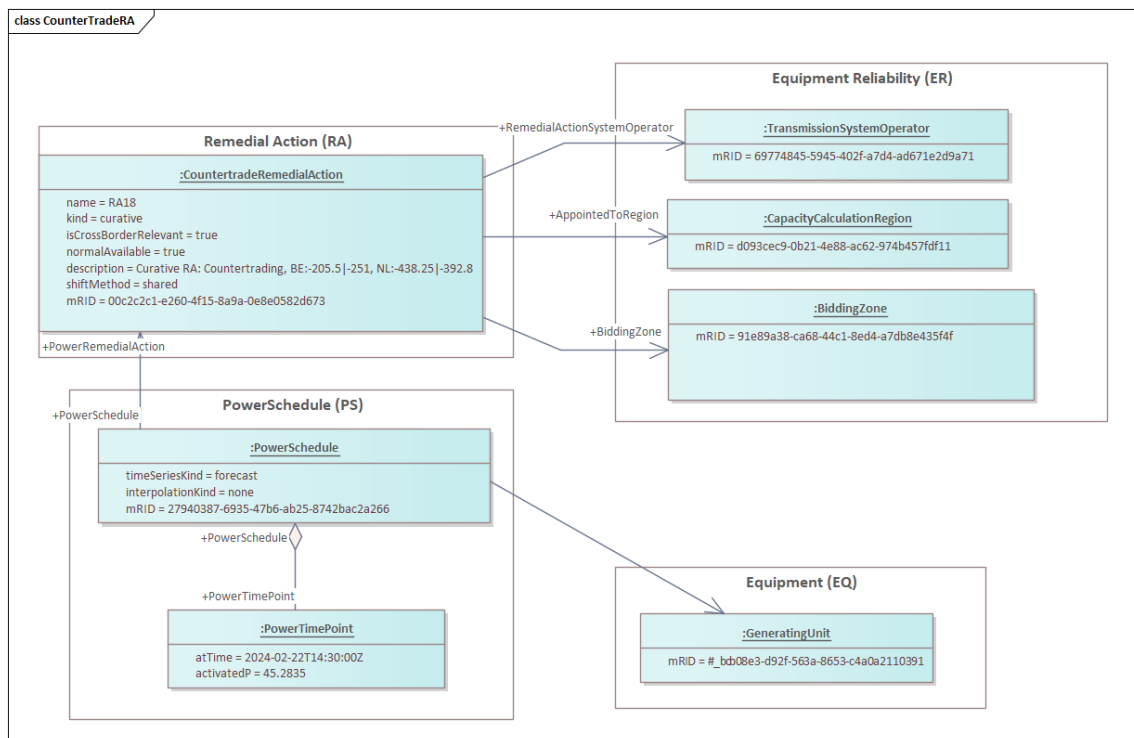 class CounterTradeRA
Equipment Reliability (ER)
+RemedialActionSystemOperator
:TransmissionSystemOperator
mRID = 69774845-5945-402f-a7d4-ad671e2d9a71
Remedial Action (RA)
:CountertradeRemedialAction
name = RA18
kind = curative
isCrossBorderRelevant = true
normalAvailable = true
description = Curative RA: Countertrading, BE:-205.5|-251, NL:-438.25|-392.8
shiftMethod = shared
mRID = 00c2c2c1-e260-4f15-8a9a-0e8e0582d673
+AppointedToRegion
:CapacityCalculationRegion
mRID = d093cec9-0b21-4e88-ac62-974b457fdf11
+BiddingZone
:BiddingZone
mRID = 91e89a38-ca68-44c1-8ed4-a7db8e435f4f
+PowerRemedialAction
PowerSchedule (PS)
+PowerSchedule
:PowerSchedule
timeSeriesKind = forecast
interpolationKind = none
mRID = 27940387-6935-47b6-ab25-8742bac2a266
+PowerSchedule
+PowerTimePoint
:PowerTimePoint
atTime = 2024-02-22T14:30:00Z
activatedP = 45.2835
Equipment (EQ)
:GeneratingUnit
mRID = #_bcb08e3-d92f-563a-8653-c4a0a2110391